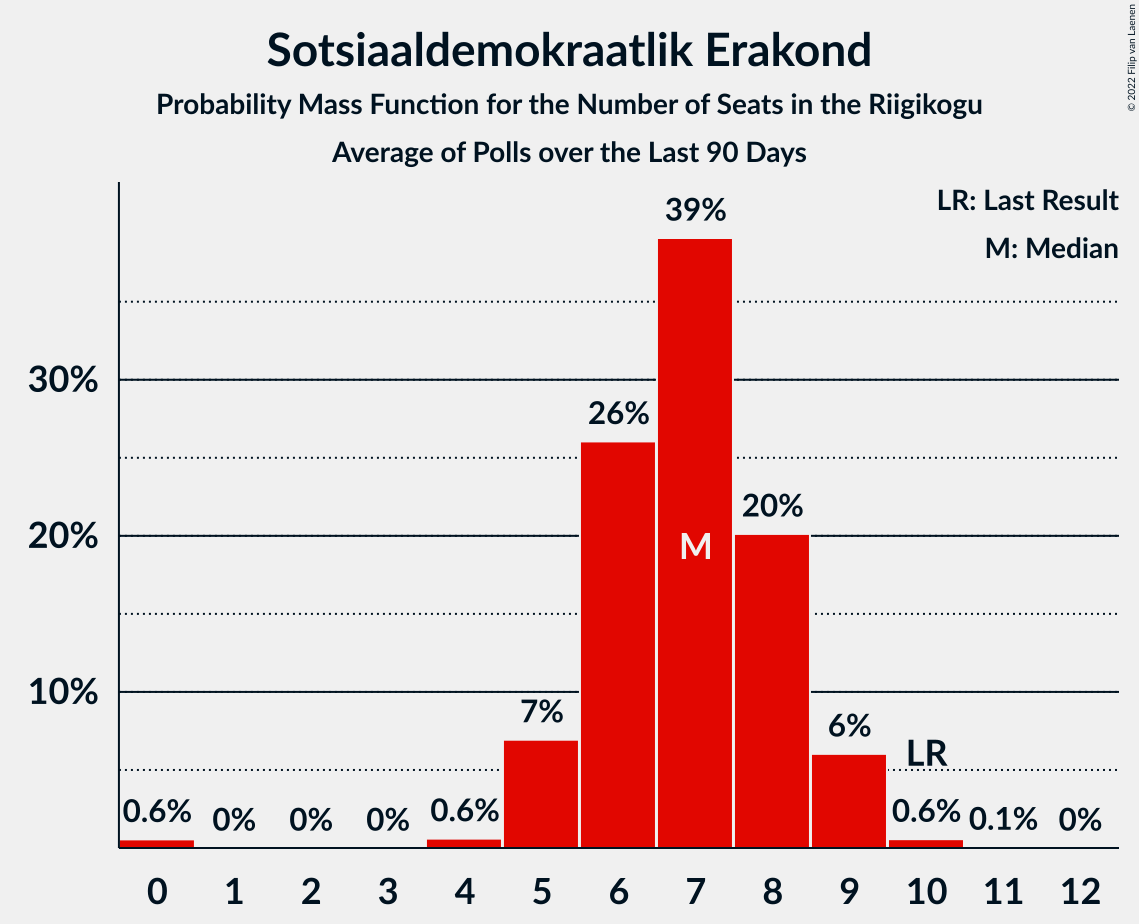 Sotsiaaldemokraatlik Erakond
Probability Mass Function for the Number of Seats in the Riigikogu
Average of Polls over the Last 90 Days
© 2022 Filip van Laenen
LR: Last Result
M: Median
39%
30%
26%
20%
20%
M
10%
7%
6%
LR
0.6%
0%
0%
0%
0.6%
0.6%
0.1%
0%
0 1 2 3 4 5 6 7 8 9 10 11 12